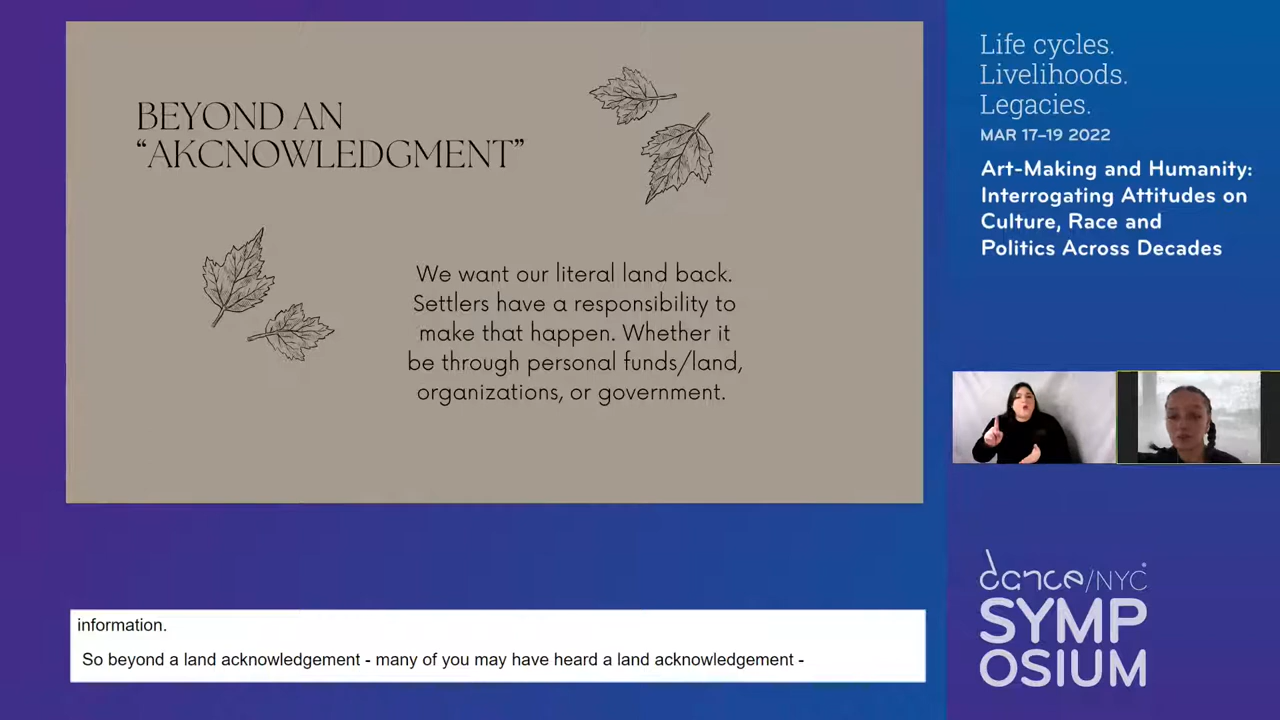 BEYOND AN
“AKCNOWLEDGMENT”
We want our literal land back.
Settlers have a responsibility to
make that happen. Whether it
be through personal funds/land,
organizations, or government.
information.
So beyond a land acknowledgement - many of you may have heard a land acknowledgement -
Life cycles.
Livelihoods.
Legacies.
MAR 17–19 2022
Art-Making and Humanity:
Interrogating Attitudes on
Culture, Race and
Politics Across Decades
dance/NYC
SYMP
OSIUM